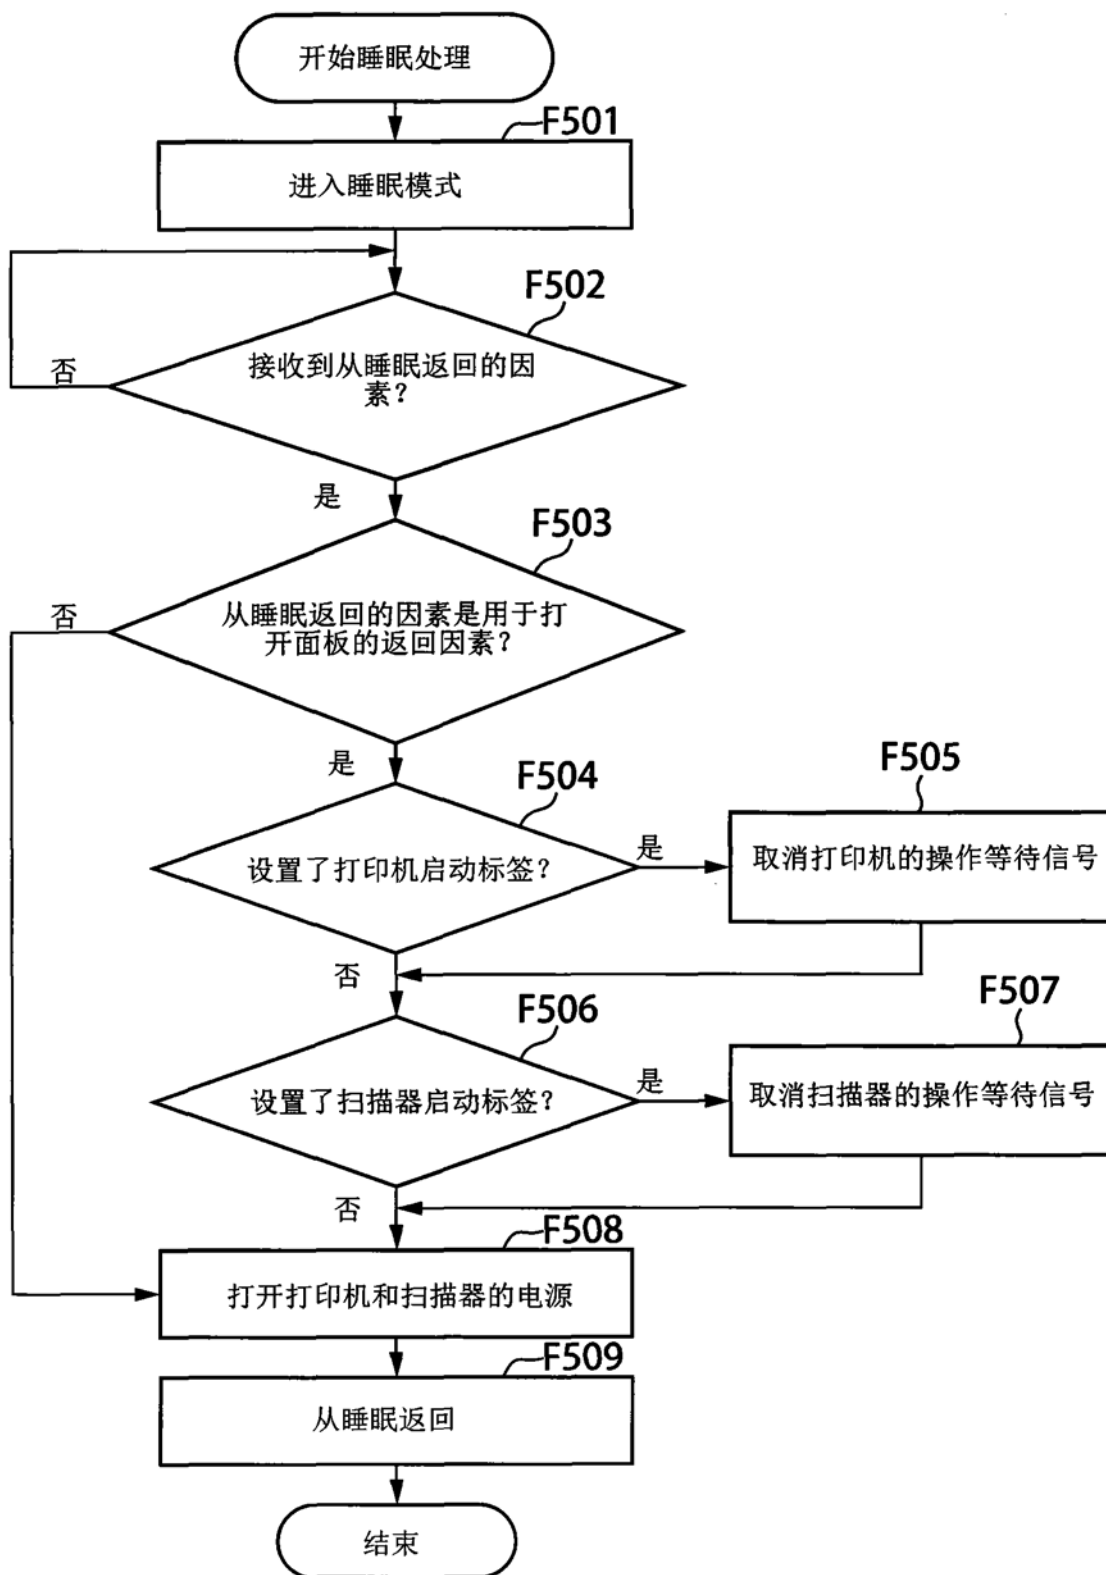 开始睡眠处理
F501
进入睡眠模式
F502
接收到从睡眠返回的因
素?
否
是
F503
从睡眠返回的因素是用于打
开面板的返回因素?
否
是
F504
设置了打印机启动标签?
是
F505
取消打印机的操作等待信号
否
F506
设置了扫描器启动标签?
是
F507
取消扫描器的操作等待信号
否
F508
打开打印机和扫描器的电源
F509
从睡眠返回
结束